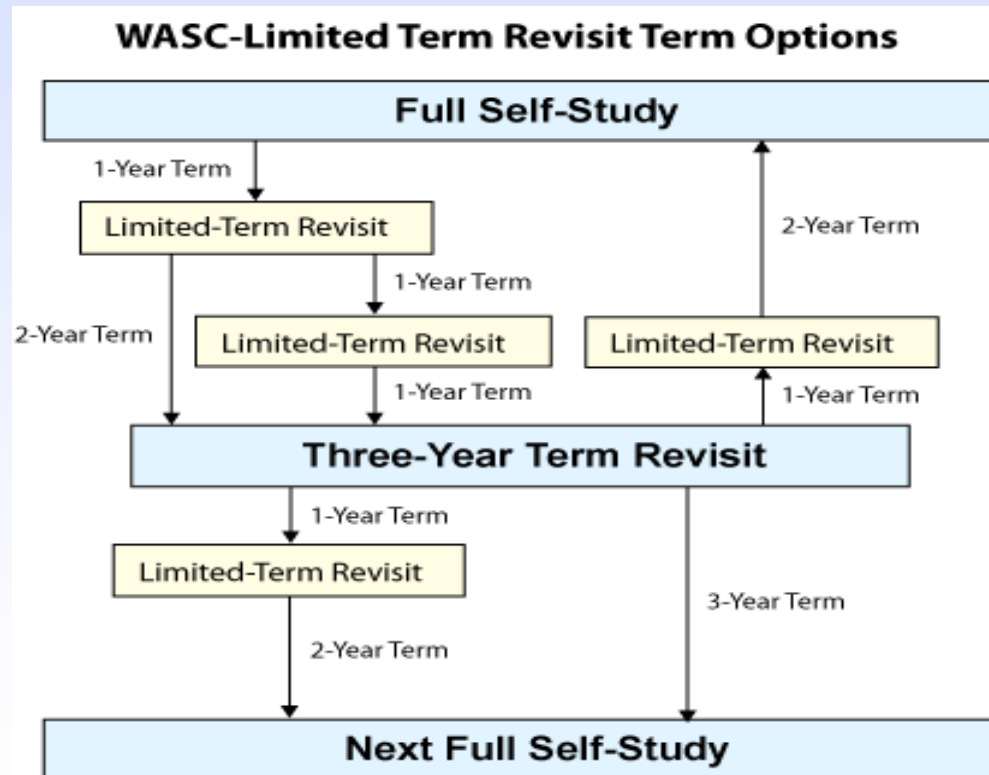 WASC-Limited Term Revisit Term Options
Full Self-Study
1-Year Term
Limited-Term Revisit
2-Year Term
1-Year Term
2-Year Term
Limited-Term Revisit
Limited-Term Revisit
1-Year Term
1-Year Term
Three-Year Term Revisit
1-Year Term
Limited-Term Revisit
3-Year Term
2-Year Term
Next Full Self-Study